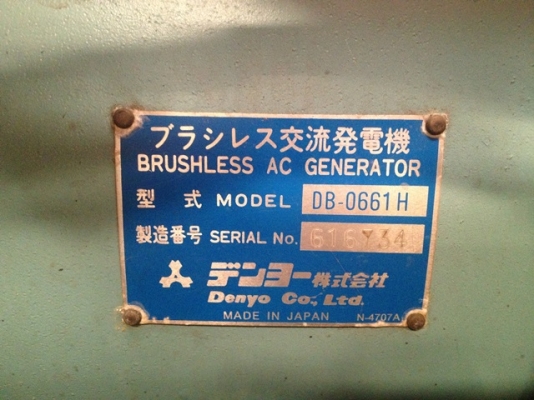 ブラシレス交流発電機
BRUSHLESS AC GENERATOR
型式 MODEL DB-0661H
製造番号 SERIAL No. 616Y34
デンヨー株式会社
Denyo Co., Ltd.
MADE IN JAPAN N-4707A